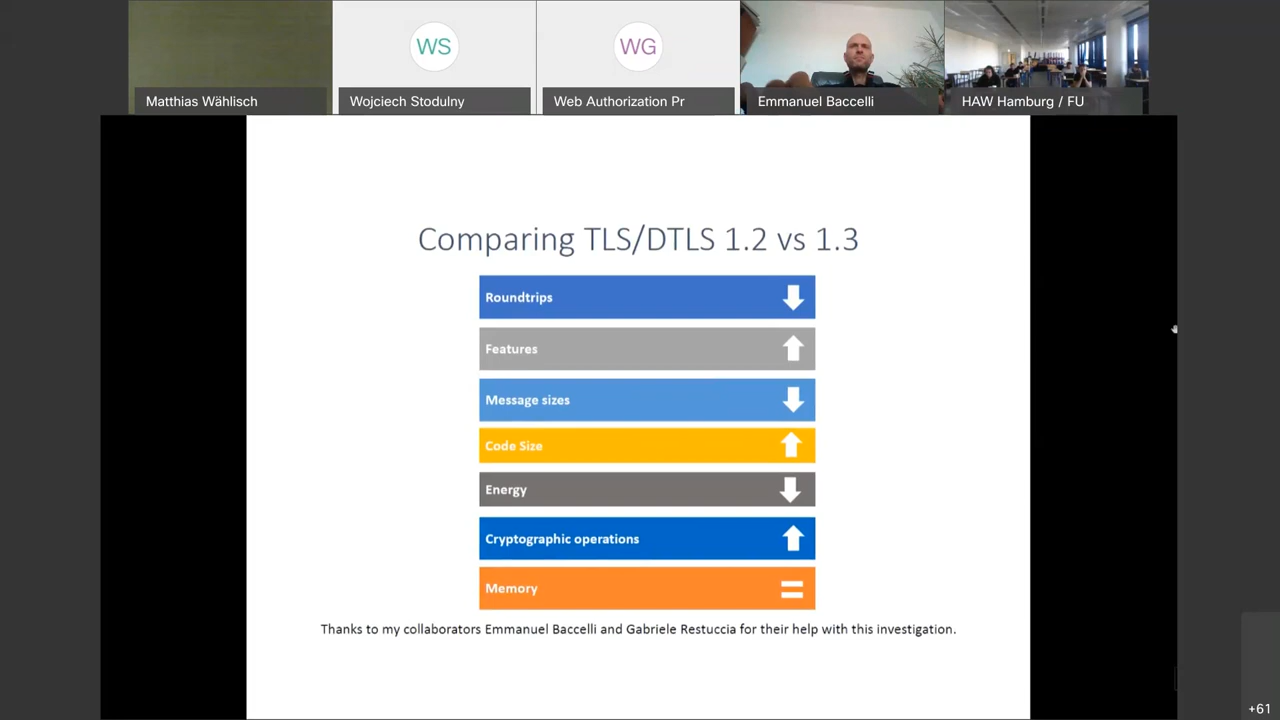 WS
WG
Matthias Wählisch
Wojciech Stodulny
Web Authorization Pr
Emmanuel Baccelli
HAW Hamburg / FU
Comparing TLS/DTLS 1.2 vs 1.3
Roundtrips
Features
Message sizes
Code Size
Energy
Cryptographic operations
Memory
Thanks to my collaborators Emmanuel Baccelli and Gabriele Restuccia for their help with this investigation.
+61